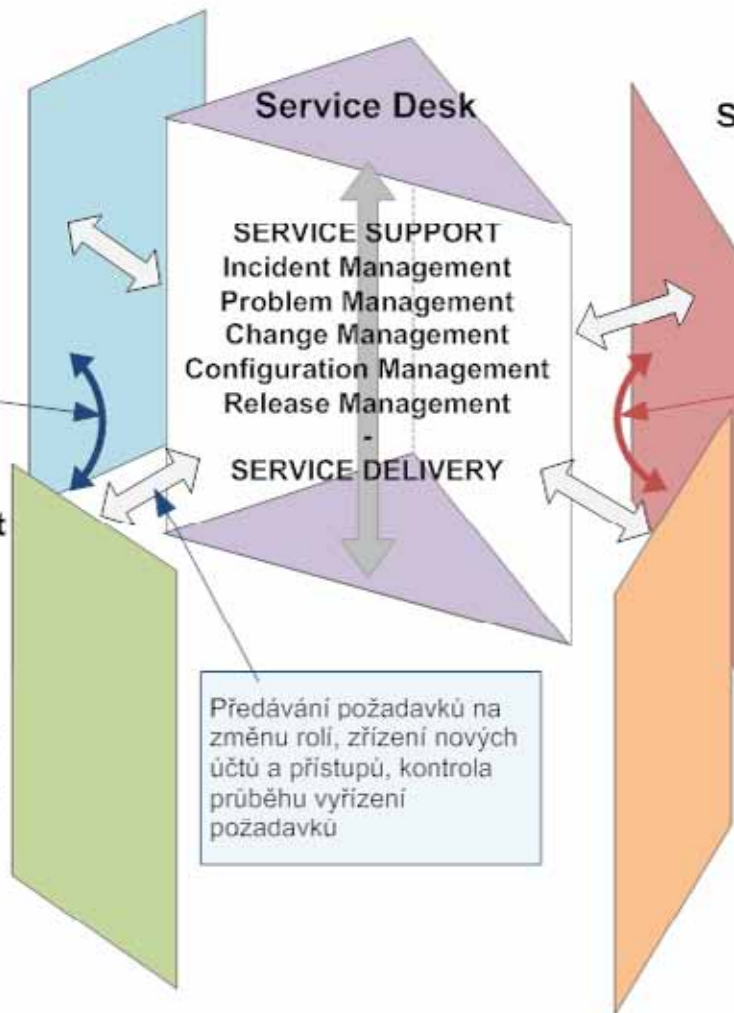 Service Desk
S
SERVICE SUPPORT
Incident Management
Problem Management
Change Management
Configuration Management
Release Management
-
SERVICE DELIVERY
t
Předávání požadavků na
změnu rolí, zřízení nových
účtů a přístupů, kontrola
průběhu vyřízení
požadavků